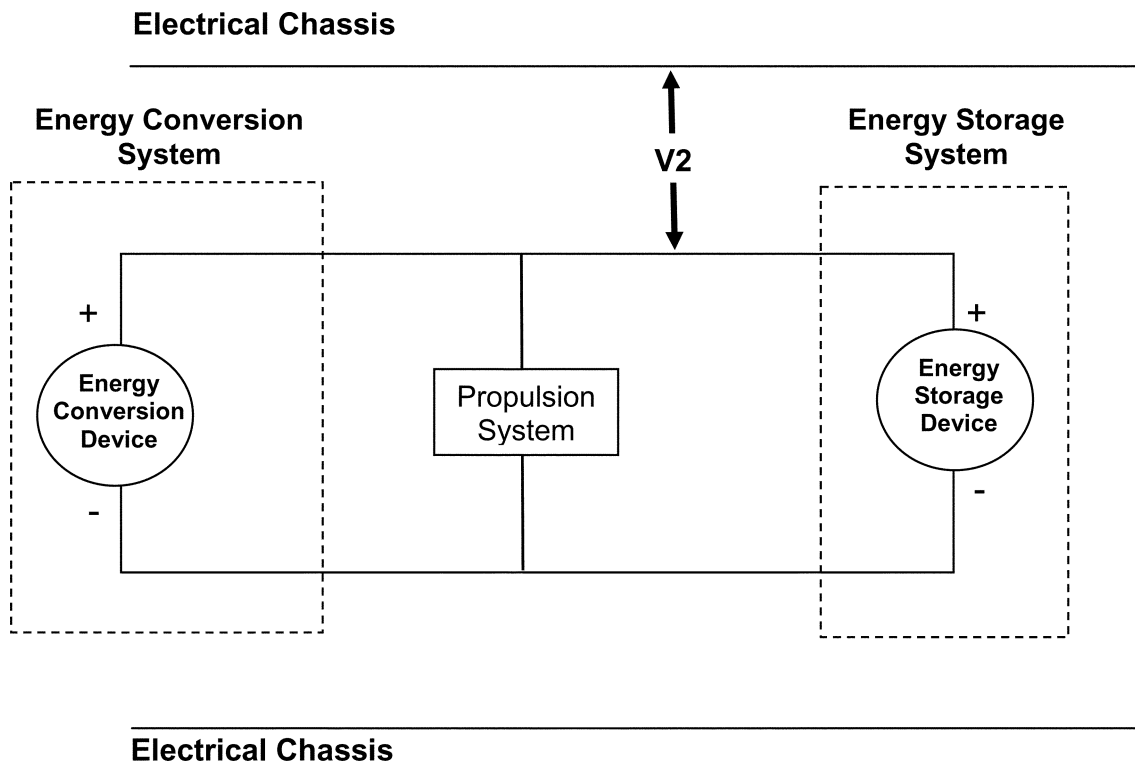 Electrical Chassis
Energy Conversion
System
Energy Storage
System
V2
+
Energy
Conversion
Device
-
Propulsion
System
+
Energy
Storage
Device
-
Electrical Chassis